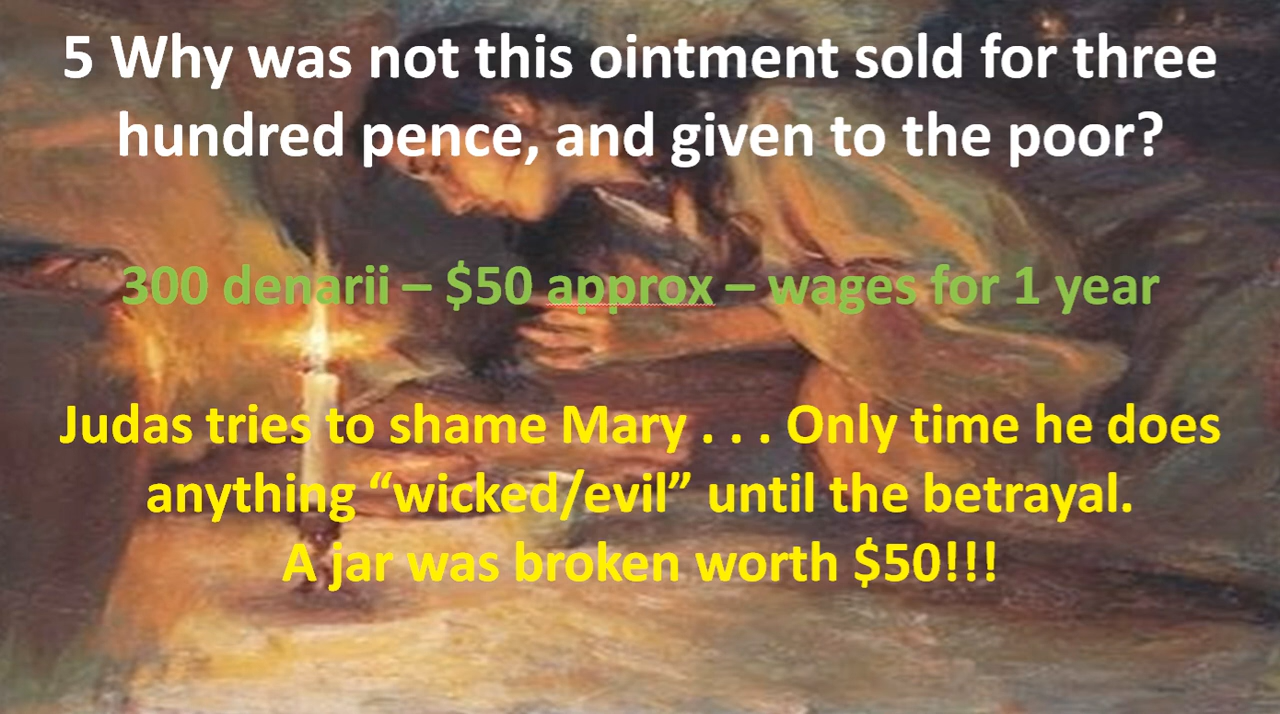 5 Why was not this ointment sold for three
hundred pence, and given to the poor?
300 denarii – $50 approx – wages for 1 year
Judas tries to shame Mary . . . Only time he does
anything “wicked/evil” until the betrayal.
A jar was broken worth $50!!!